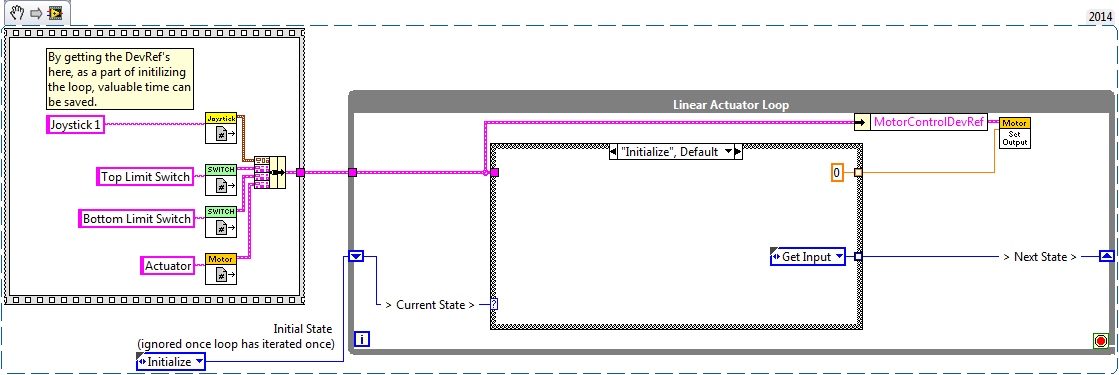 2014
By getting the DevRef's
here, as a part of initilizing
the loop, valuable time can
be saved.
Joystick 1
Joystick
#
Top Limit Switch
SWITCH
#
Bottom Limit Switch
SWITCH
#
Actuator
Motor
#
Linear Actuator Loop
MotorControlDevRef
Motor
Set
Output
"Initialize", Default
0
Get Input
> Current State >
?
> Next State >
i
Initial State
(ignored once loop has iterated once)
Initialize